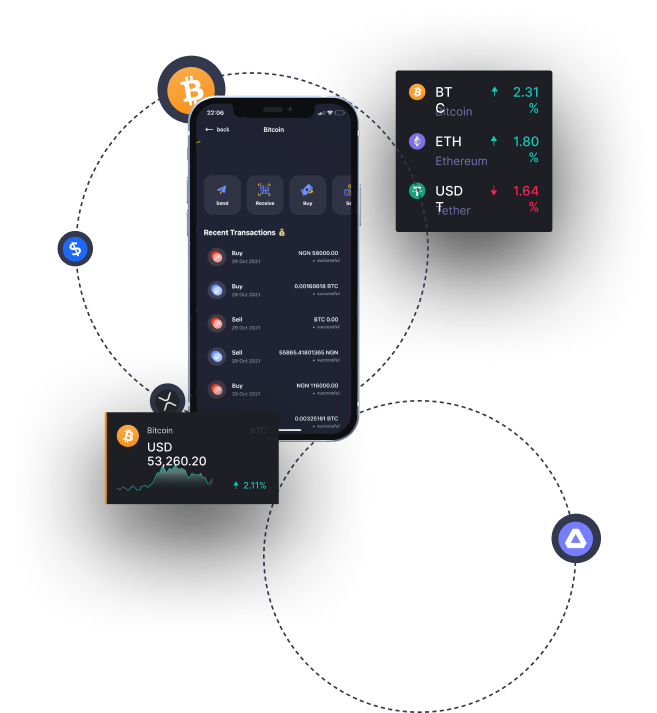 22:06
back
Bitcoin
Send
Receive
Buy
Se
Recent Transactions
Buy
NGN 58000.00
29 Oct 2021
successful
Buy
0.00160618 BTC
29 Oct 2021
successful
Sell
BTC 0.00
29 Oct 2021
successful
Sell
55865.41801365 NGN
29 Oct 2021
successful
Buy
NGN 116000.00
29 Oct 2021
successful
0.00325161 BTC
successful
BT
C
2.31
%
Bitcoin
ETH
1.80
%
Ethereum
USD
T
1.64
%
Tether
Bitcoin
BTC
USD
53,260.20
2.11%